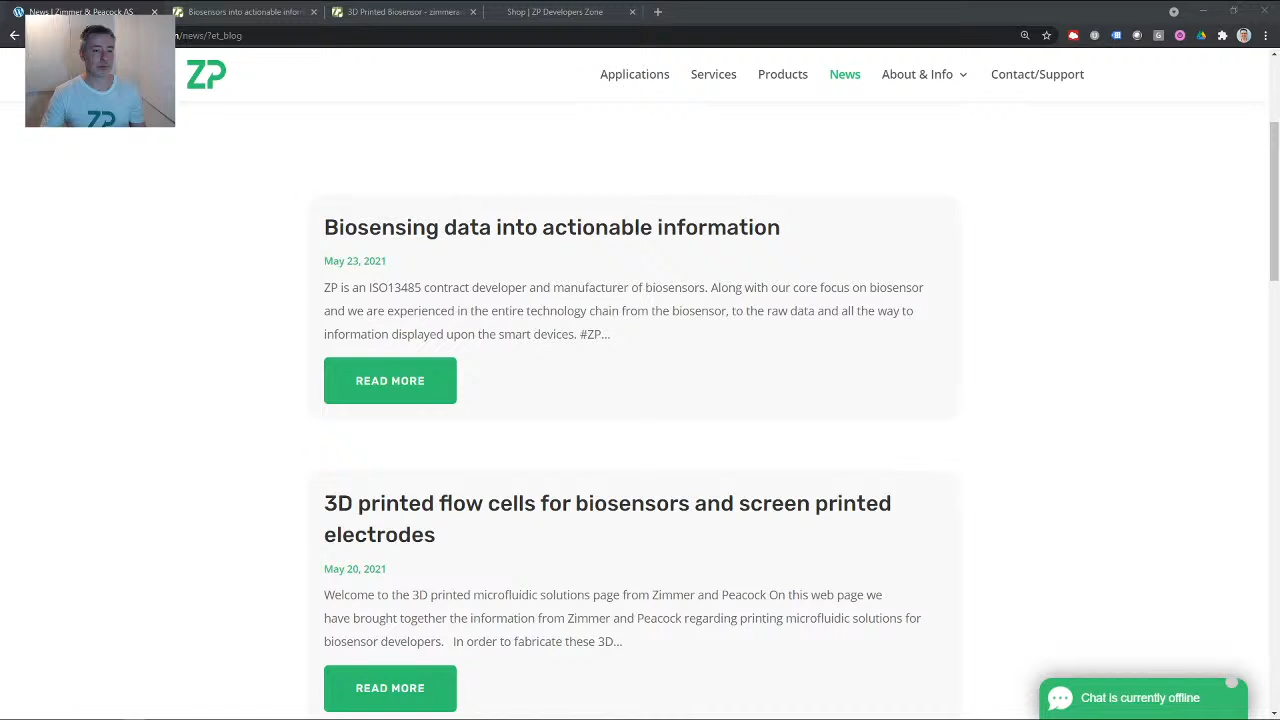 News | Zimmer & Peacock AS
Biosensors into actionable infor
3D Printed Biosensor - zimmera
Shop | ZP Developers Zone
m/news/?et_blog
ZP
ZP
Applications
Services
Products
News
About & Info
Contact/Support
Biosensing data into actionable information
May 23, 2021
ZP is an ISO13485 contract developer and manufacturer of biosensors. Along with our core focus on biosensor
and we are experienced in the entire technology chain from the biosensor, to the raw data and all the way to
information displayed upon the smart devices. #ZP...
READ MORE
3D printed flow cells for biosensors and screen printed
electrodes
May 20, 2021
Welcome to the 3D printed microfluidic solutions page from Zimmer and Peacock On this web page we
have brought together the information from Zimmer and Peacock regarding printing microfluidic solutions for
biosensor developers. In order to fabricate these 3D...
READ MORE
Chat is currently offline